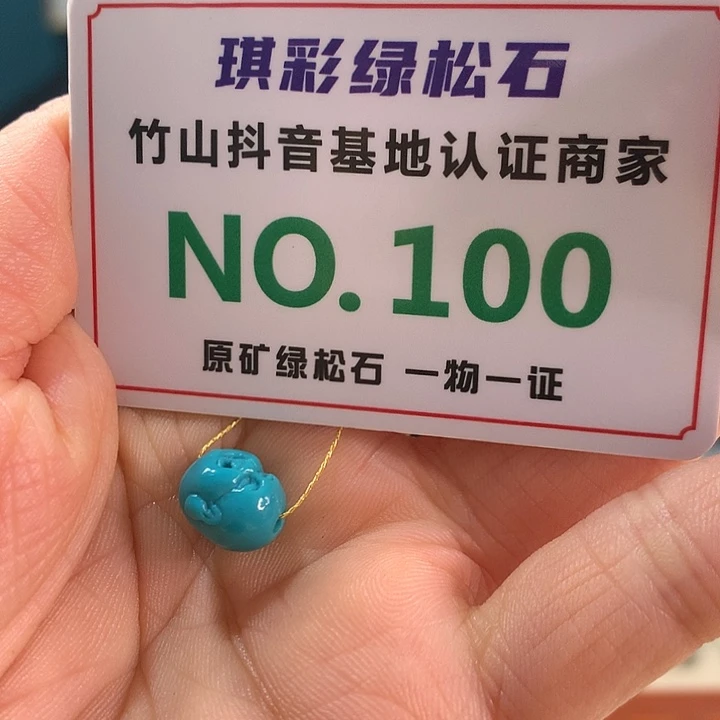 琪彩绿松石
竹山抖音基地认证商家
NO.100
原矿绿松石 一物一证